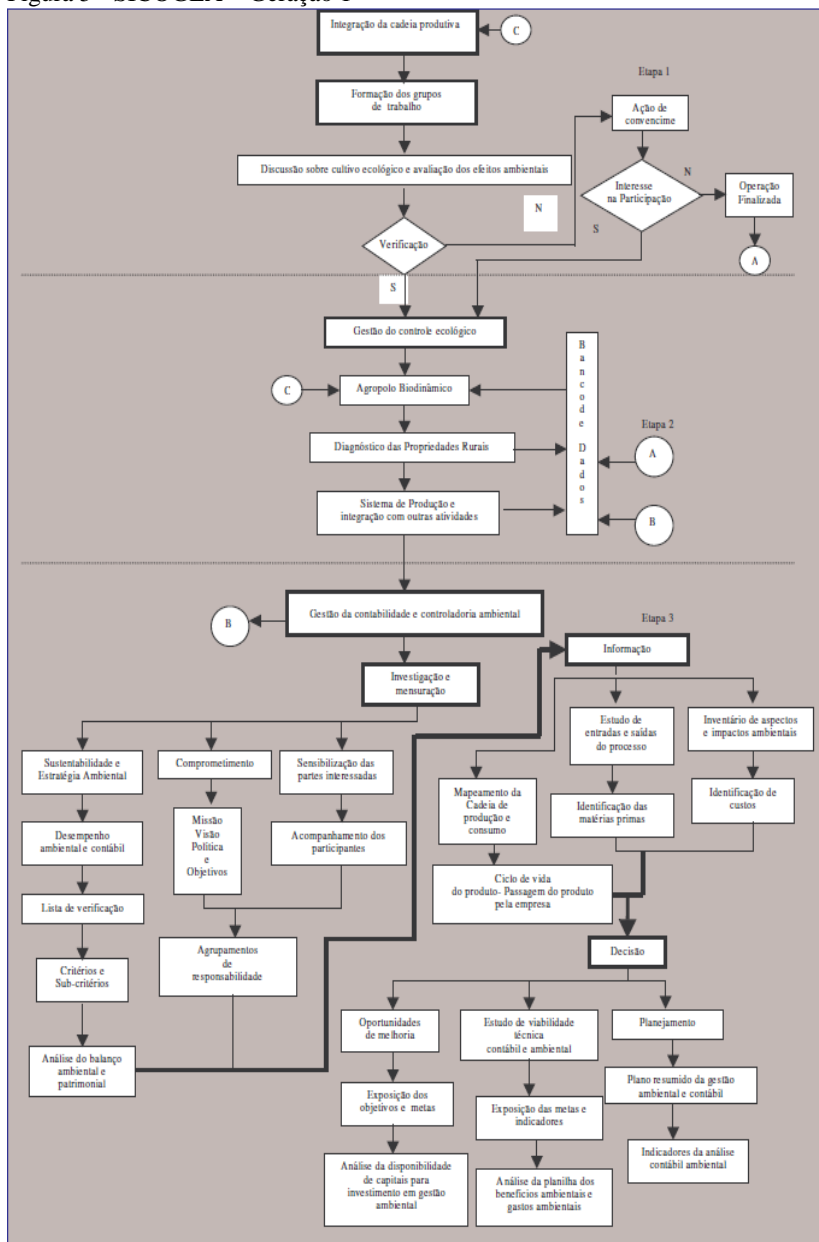 Integração da cadeia produtiva
C
Etapa 1
Formação dos grupos
de trabalho
Ação de
convencime
Discussão sobre cultivo ecológico e avaliação dos efeitos ambientais
N
Interesse
na Participação
Operação
Finalizada
N
S
Verificação
A
S
Gestão do controle ecológico
B
a
n
c
o
d
e
D
a
d
o
s
C
Agropolo Biodinâmico
Etapa 2
Diagnóstico das Propriedades Rurais
A
Sistema de Produção e
integração com outras atividades
B
Gestão da contabilidade e controladoria ambiental
B
Etapa 3
Informação
Investigação e
mensuração
Sustentabilidade e
Estratégia Ambiental
Comprometimento
Sensibilização das
partes interessadas
Desempenho
ambiental e contábil
Missão
Visão
Política
e
Objetivos
Acompanhamento dos
participantes
Lista de verificação
Critérios e
Sub-critérios
Agrupamentos
de
responsabilidade
Análise do balanço
ambiental e
patrimonial
Estudo de
entradas e saídas
do processo
Inventário de aspectos
e impactos ambientais
Mapeamento da
Cadeia de
produção e
consumo
Identificação das
matérias primas
Identificação de
custos
Ciclo de vida
do produto- Passagem do produto
pela empresa
Decisão
Oportunidades
de melhoria
Estudo de viabilidade
técnica
contábil e ambiental
Planejamento
Exposição dos
objetivos e metas
Exposição das metas e
indicadores
Plano resumido da gestão
ambiental e contábil
Análise da disponibilidade
de capitais para
investimento em gestão
ambiental
Análise da planilha dos
benefícios ambientais e
gastos ambientais
Indicadores da análise
contábil ambiental